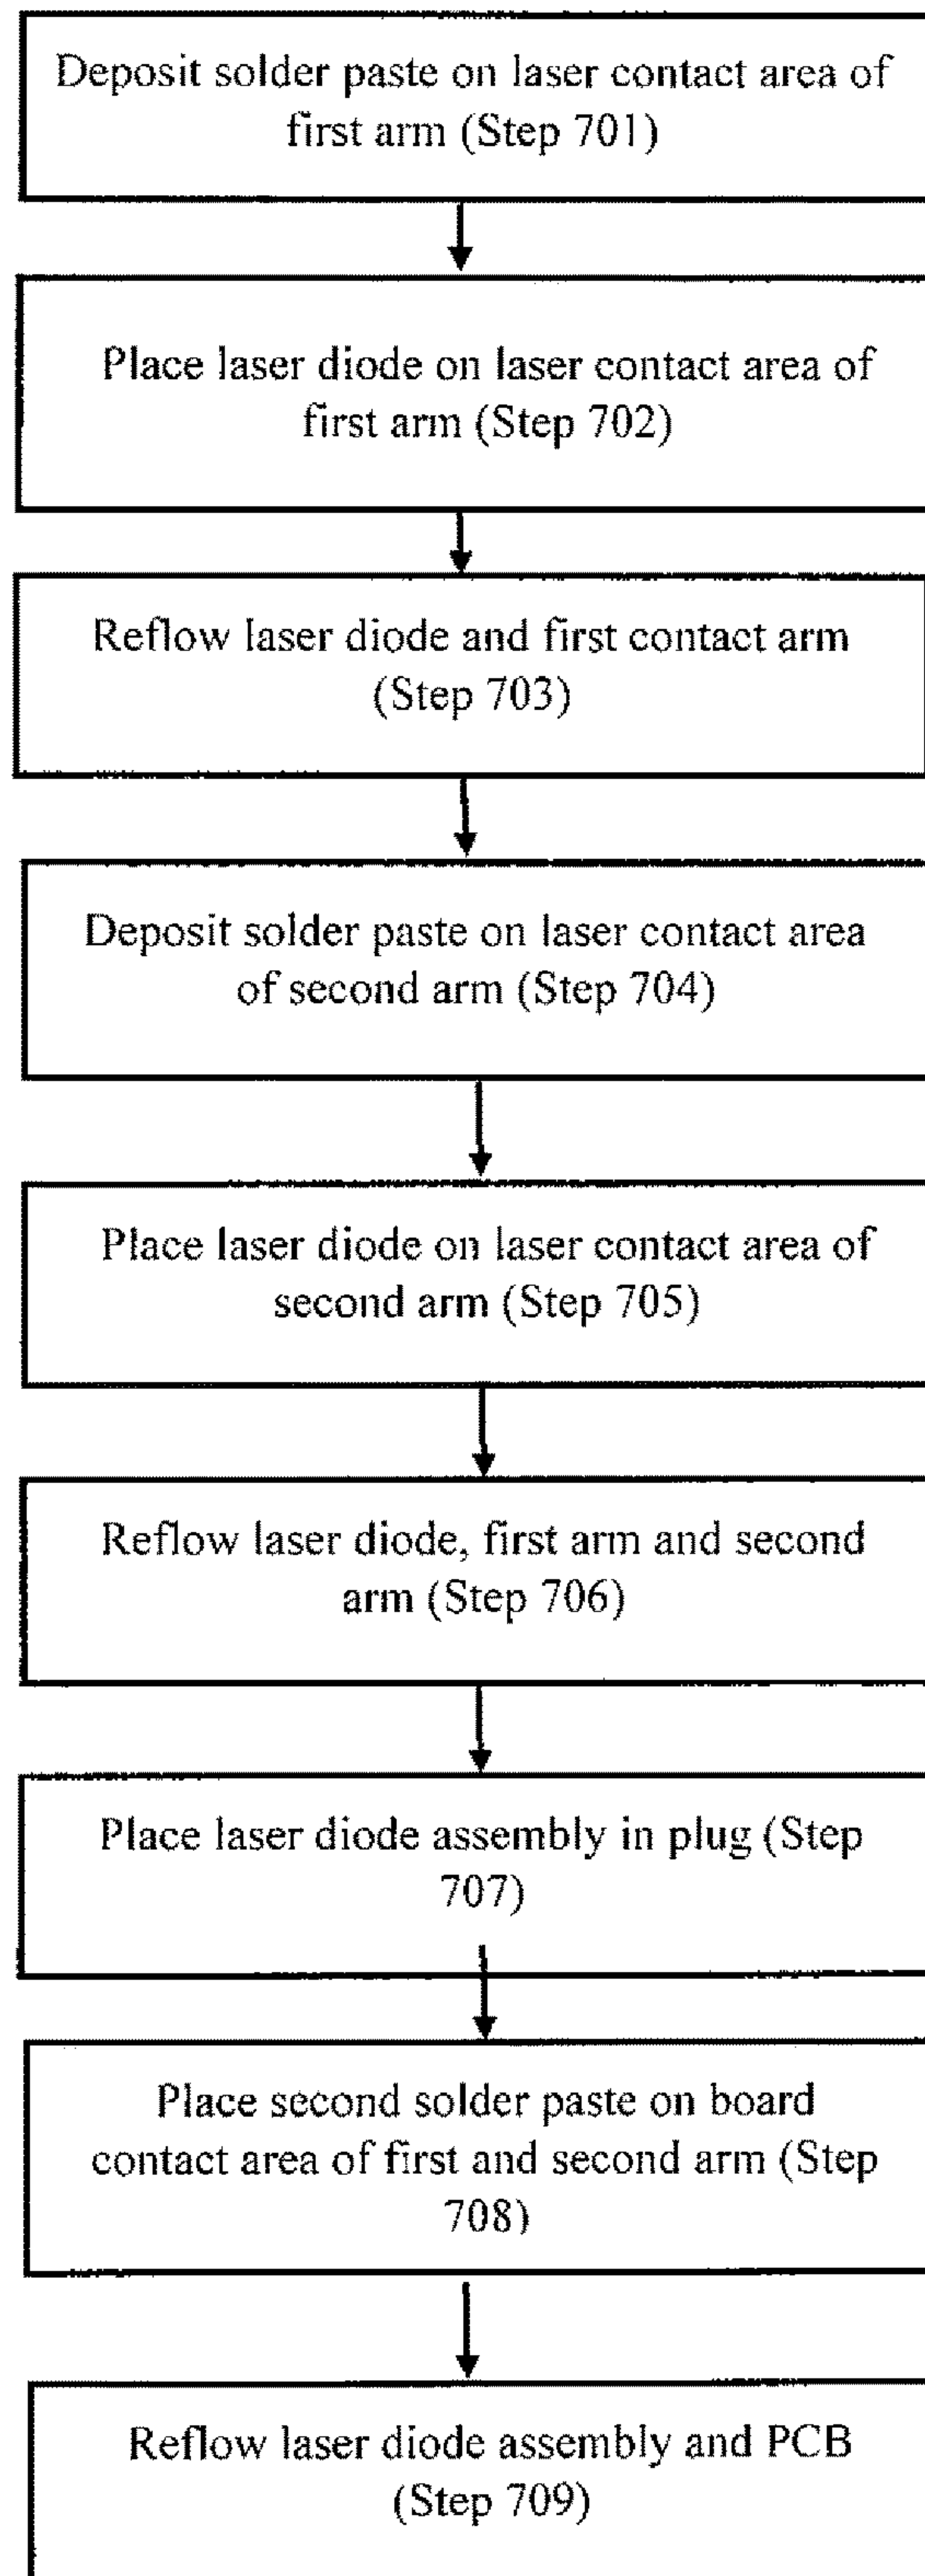 Deposit solder paste on laser contact area of
first arm (Step 701)
Place laser diode on laser contact area of
first arm (Step 702)
Reflow laser diode and first contact arm
(Step 703)
Deposit solder paste on laser contact area
of second arm (Step 704)
Place laser diode on laser contact area of
second arm (Step 705)
Reflow laser diode, first arm and second
arm (Step 706)
Place laser diode assembly in plug (Step
707)
Place second solder paste on board
contact area of first and second arm (Step
708)
Reflow laser diode assembly and PCB
(Step 709)